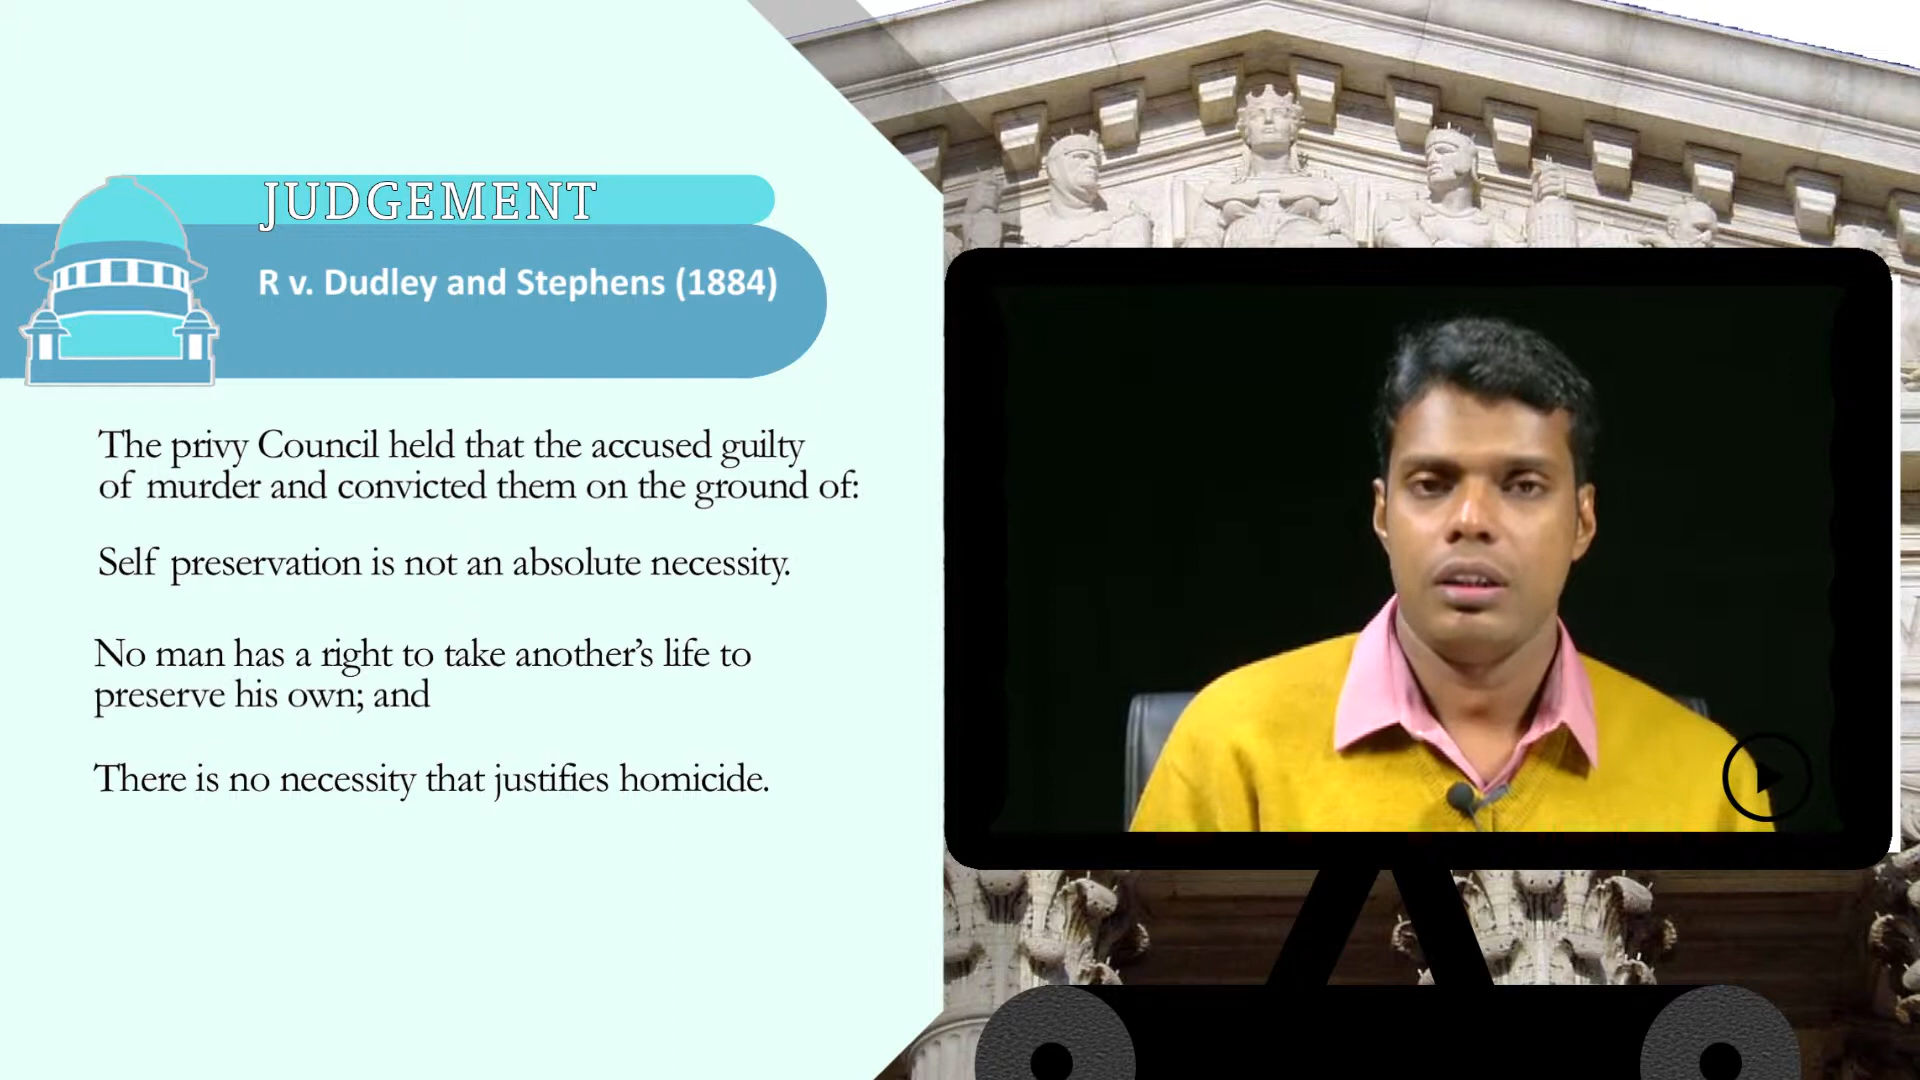 JUDGEMENT
R v. Dudley and Stephens (1884)
The privy Council held that the accused guilty
of murder and convicted them on the ground of:
Self preservation is not an absolute necessity.
No man has a right to take another's life to
preserve his own; and
There is no necessity that justifies homicide.